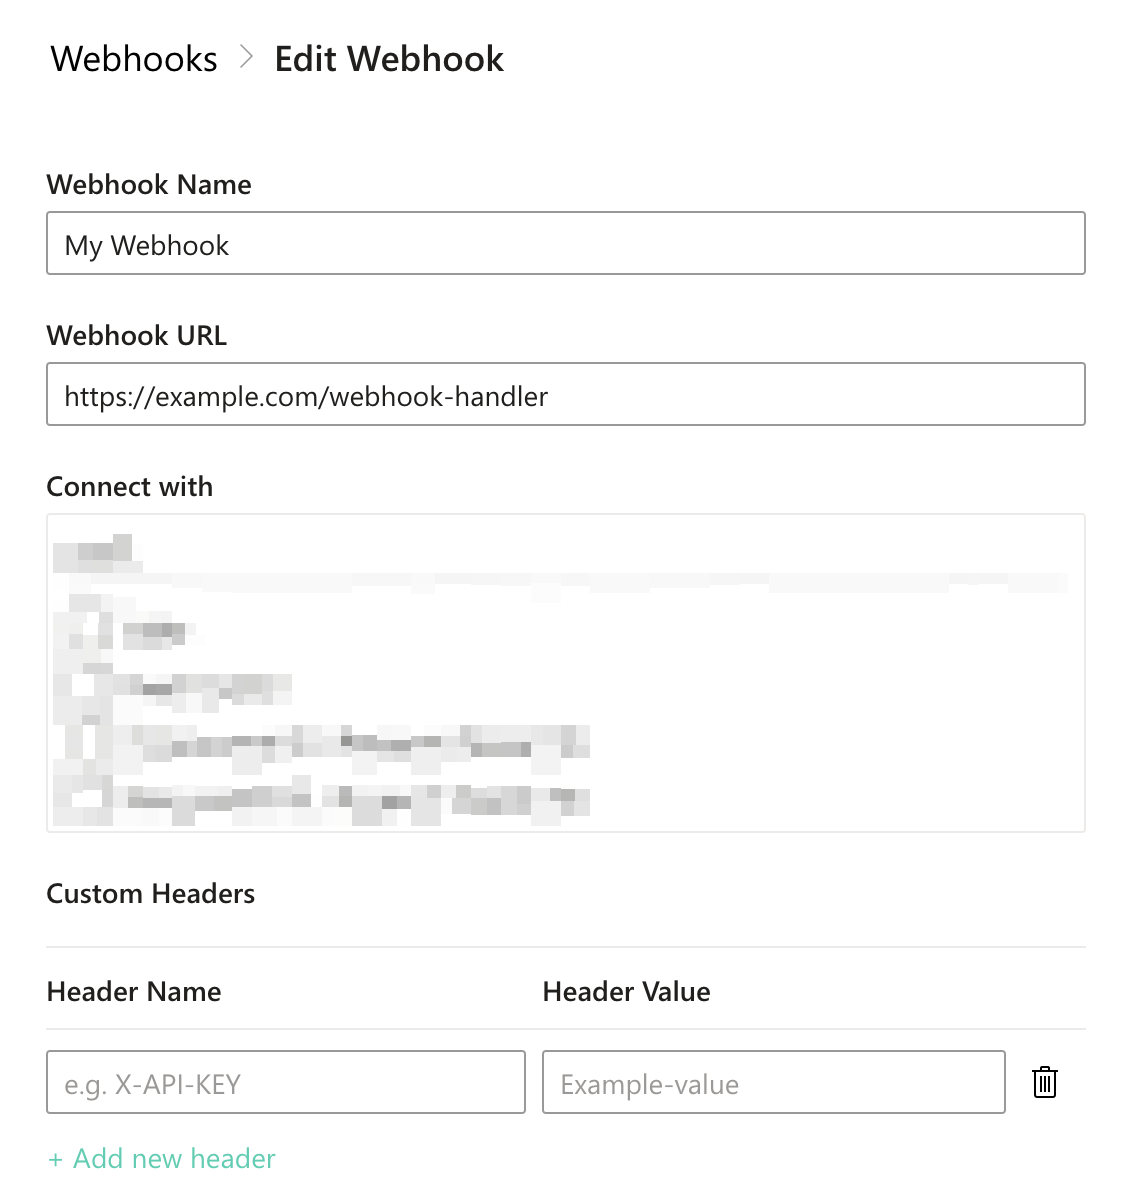 Webhooks > Edit Webhook
Webhook Name
My Webhook
Webhook URL
https://example.com/webhook-handler
Connect with
Custom Headers
Header Name Header Value
e.g. X-API-KEY Example-value
+ Add new header